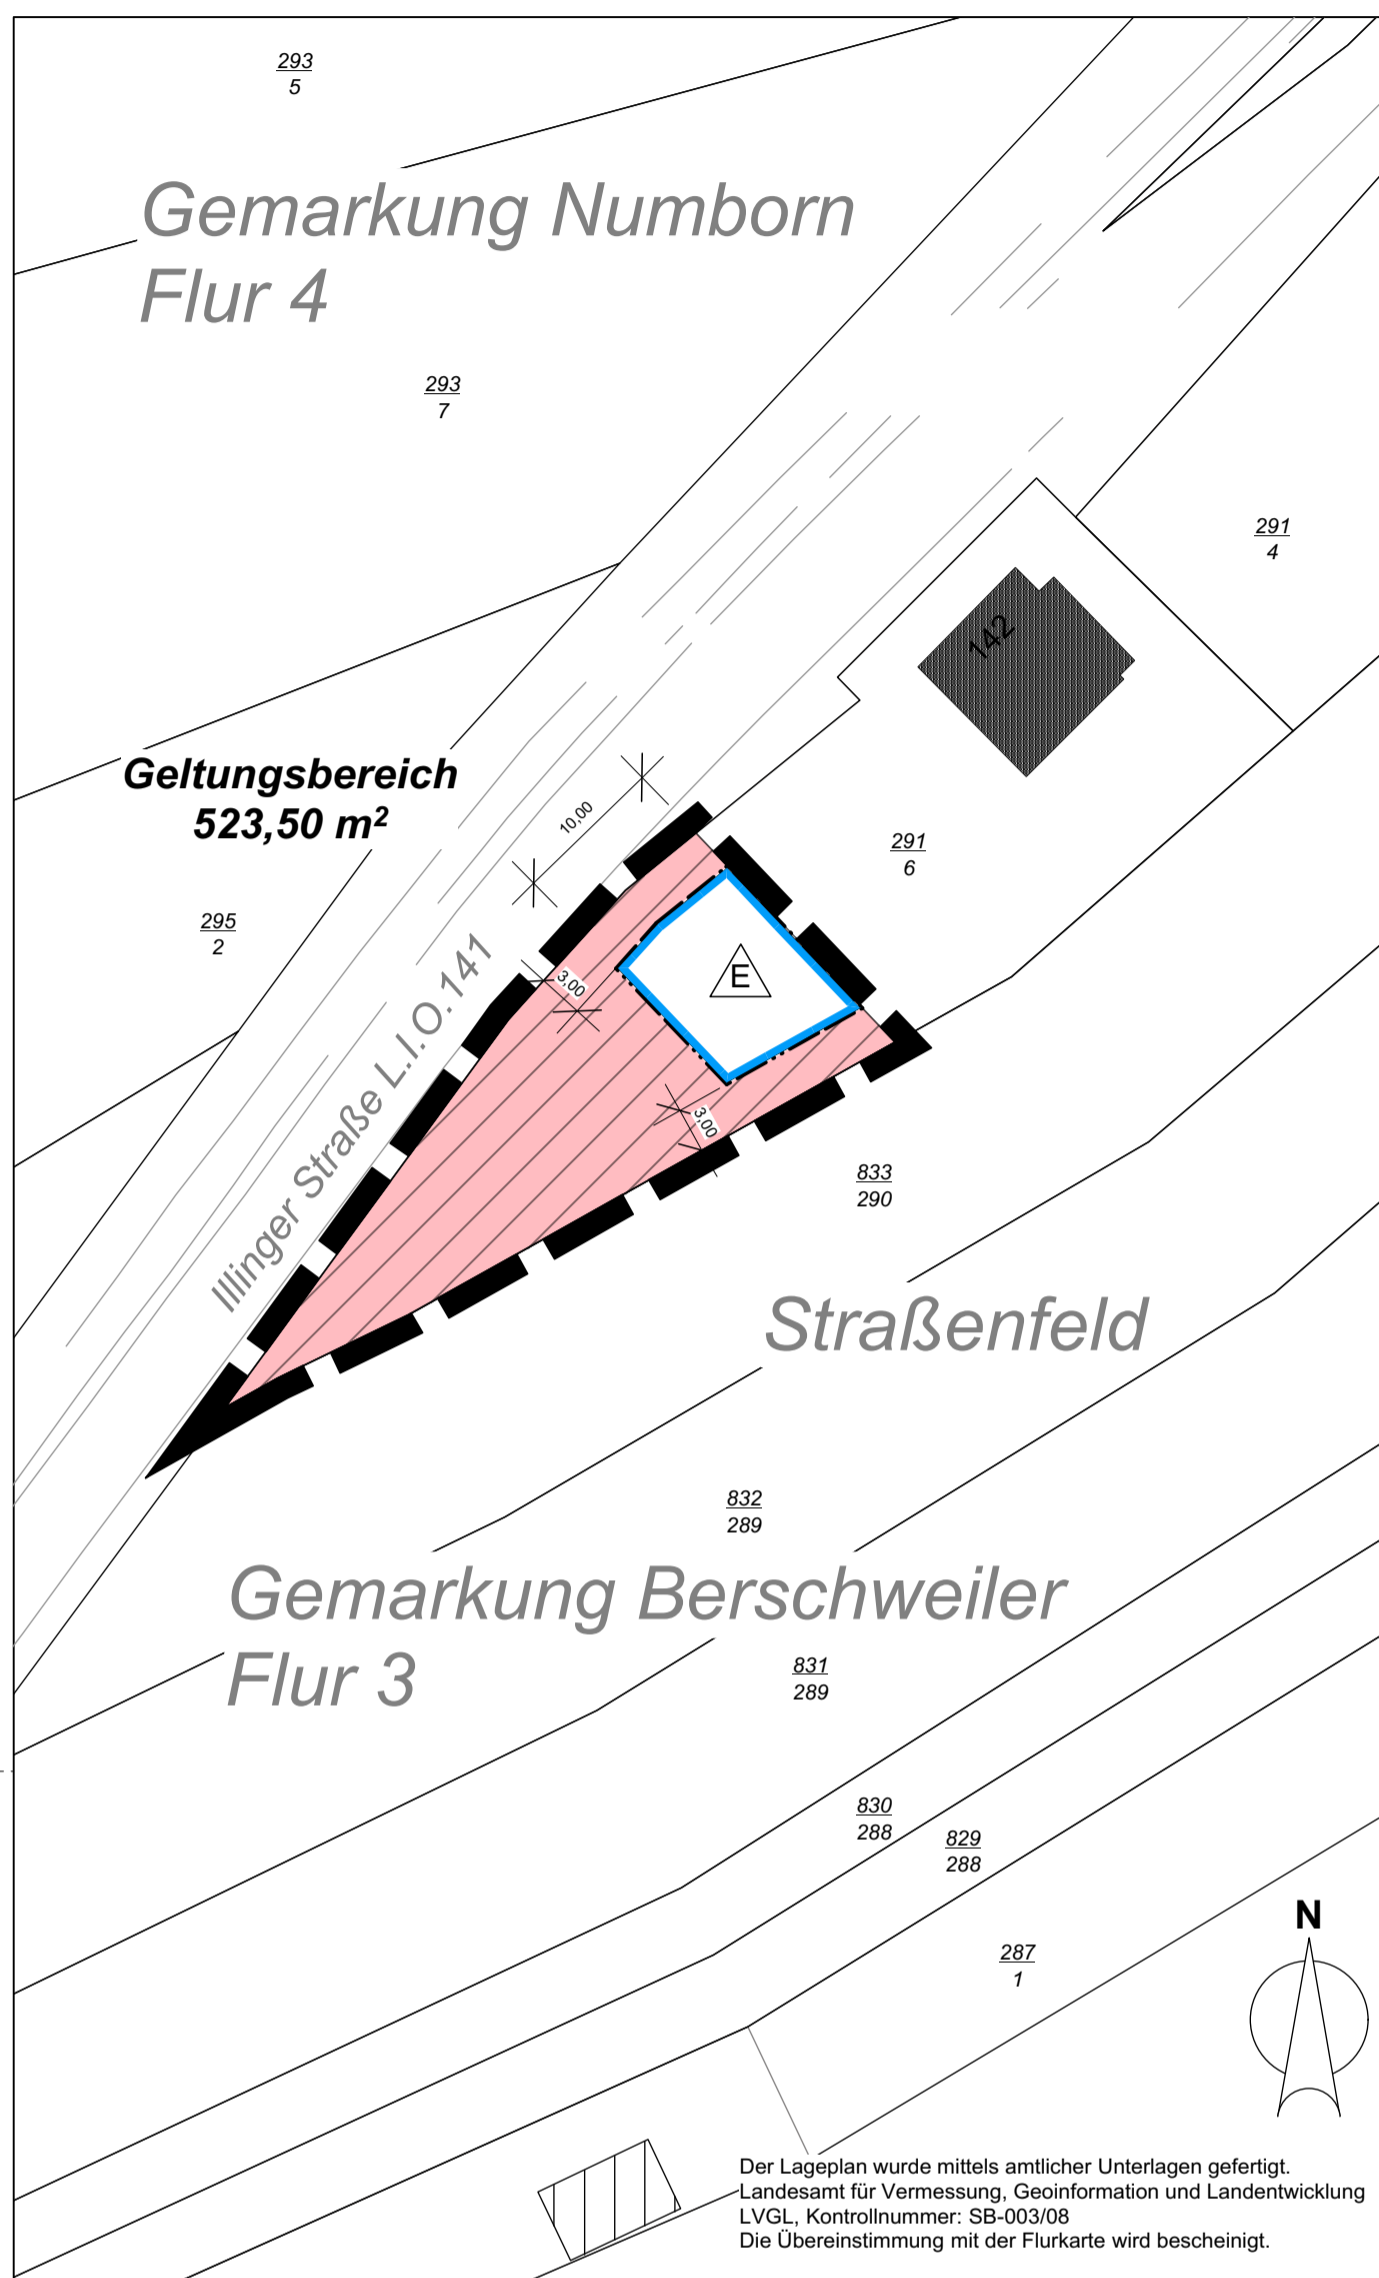 293
5
Gemarkung Numborn
Flur 4
293
7
291
4
142
Geltungsbereich
523,50 m²
10,00
291
6
295
2
E
3,00
Illinger Straße L.I.O.141
3,00
833
290
Straßenfeld
832
289
Gemarkung Berschweiler
Flur 3
831
289
830
288
829
288
N
287
1
Der Lageplan wurde mittels amtlicher Unterlagen gefertigt.
Landesamt für Vermessung, Geoinformation und Landentwicklung
LVGL, Kontrollnummer: SB-003/08
Die Übereinstimmung mit der Flurkarte wird bescheinigt.